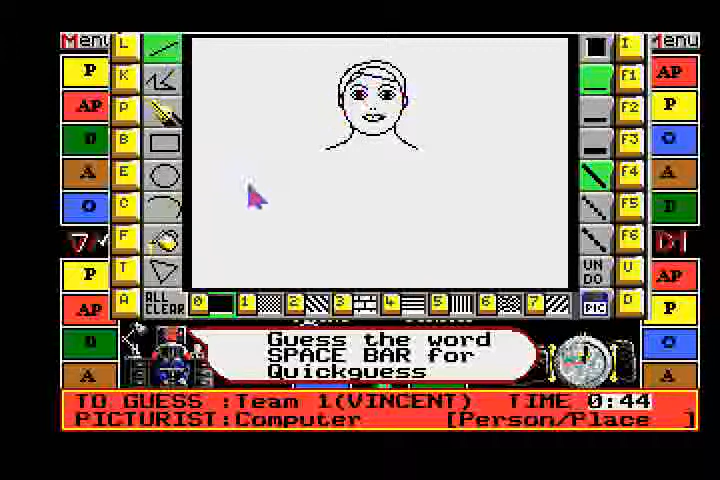 Menu Menu
L I
P K F1 AP
AP P F2 P
D B F3 O
A E F4 A
O C F5 D
F F6
P T UN DO U AP
AP A ALL CLEAR 0 1 2 3 4 5 6 7 PIC O P
D O
A A
Guess the word
SPACE BAR for
Quickguess
TO GUESS :Team 1(VINCENT) TIME 0:44
PICTURIST:Computer [Person/Place ]